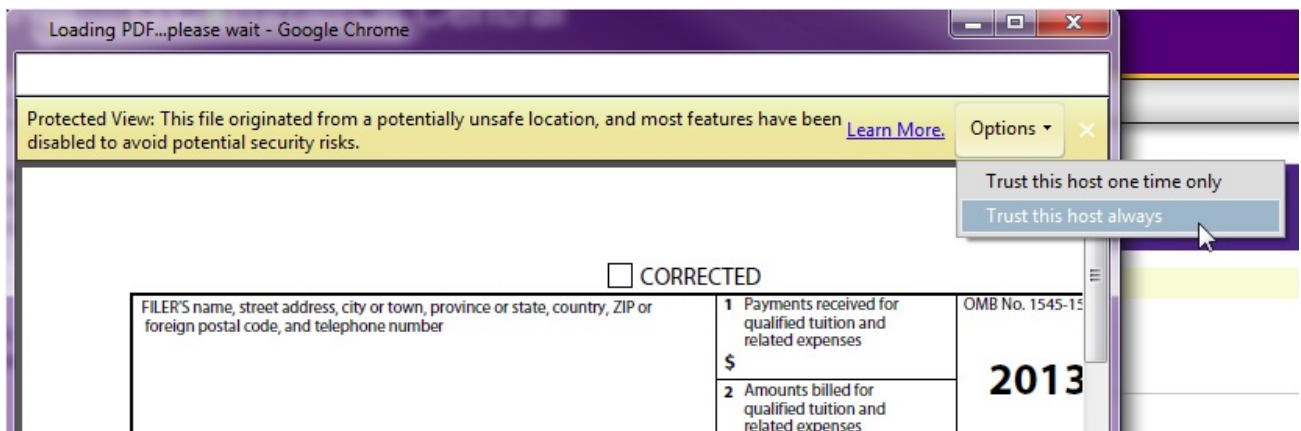 Loading PDF...please wait - Google Chrome
Protected View: This file originated from a potentially unsafe location, and most features have been
disabled to avoid potential security risks.
Learn More.
Options
Trust this host one time only
Trust this host always
CORRECTED
FILER'S name, street address, city or town, province or state, country, ZIP or
foreign postal code, and telephone number
1 Payments received for
qualified tuition and
related expenses
$
2 Amounts billed for
qualified tuition and
related expenses
OMB No. 1545-15
2013